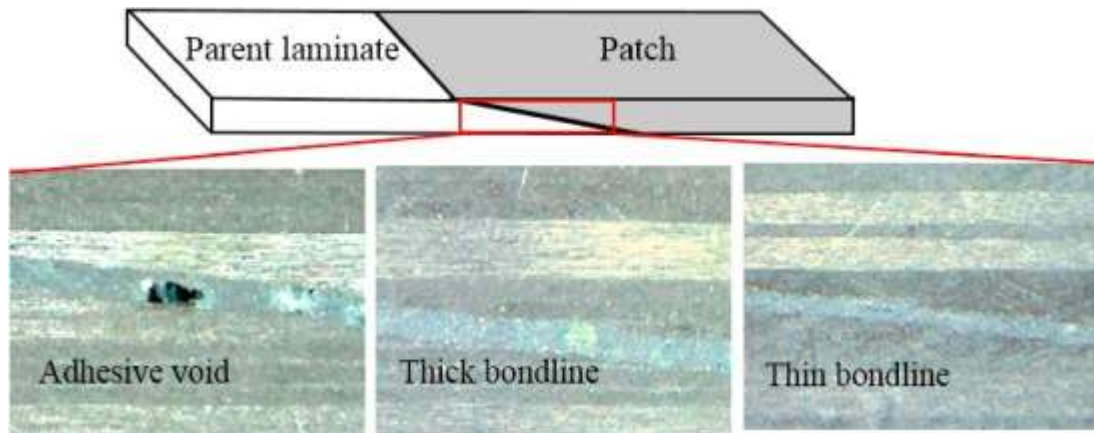 Parent laminate
Patch
Adhesive void
Thick bondline
Thin bondline